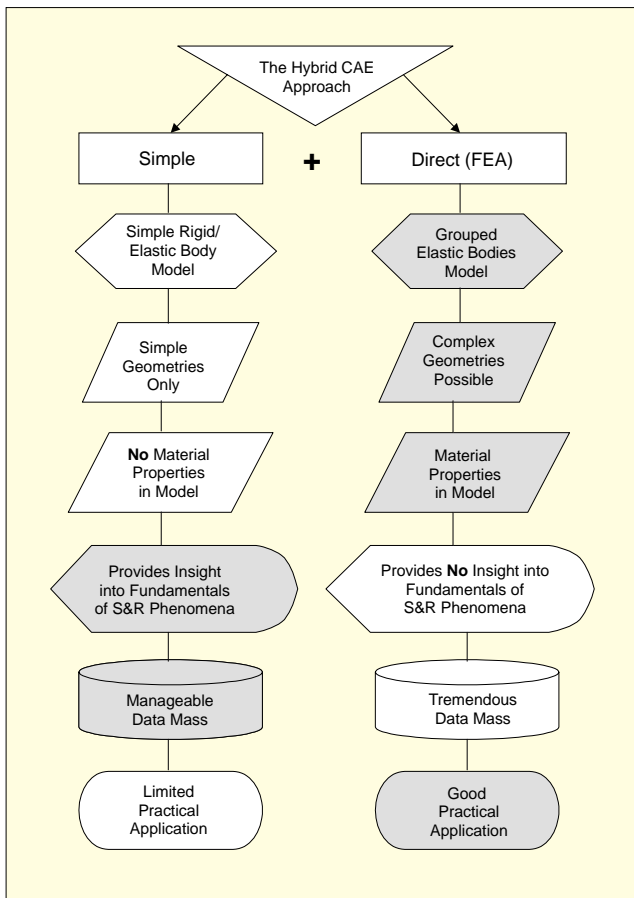 The Hybrid CAE
Approach
Simple
+
Direct (FEA)
Simple Rigid/
Elastic Body
Model
Grouped
Elastic Bodies
Model
Simple
Geometries
Only
Complex
Geometries
Possible
No Material
Properties
in Model
Material
Properties
in Model
Provides Insight
into Fundamentals
of S&R Phenomena
Provides No Insight into
Fundamentals of
S&R Phenomena
Manageable
Data Mass
Tremendous
Data Mass
Limited
Practical
Application
Good
Practical
Application